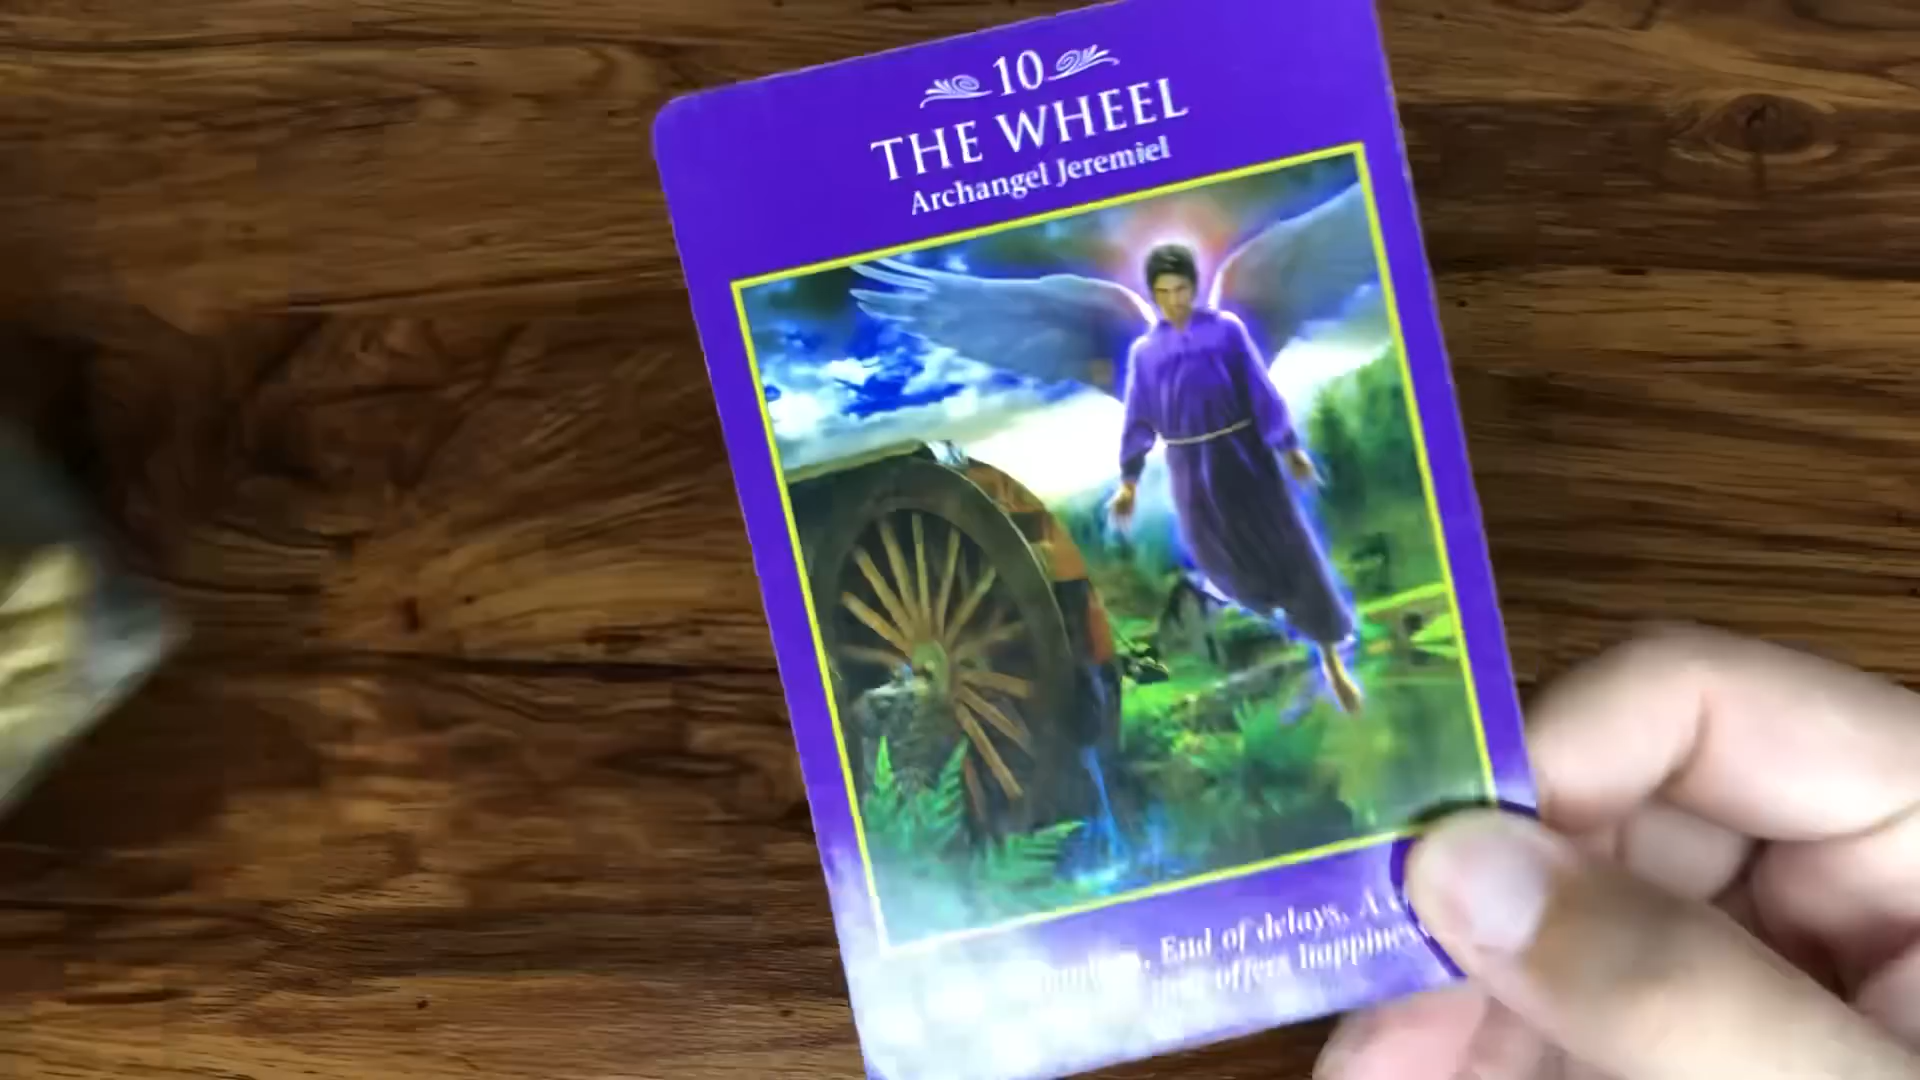 10
THE WHEEL
Archangel Jeremiel
End of delays. A
offers happiness